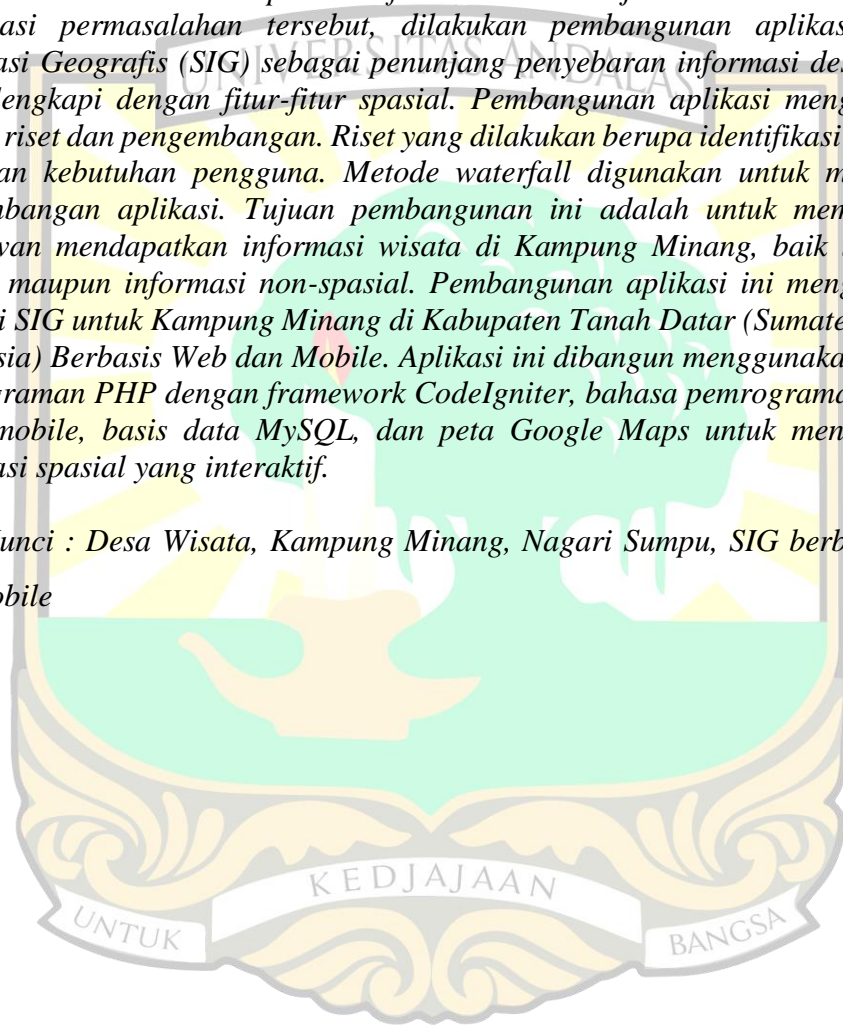 asi permasalahan tersebut, dilakukan pembangunan aplikas
asi Geografis (SIG) sebagai penunjang penyebaran informasi des
UNIVERSITAS ANDALAS
lengkapi dengan fitur-fitur spasial. Pembangunan aplikasi meng
riset dan pengembangan. Riset yang dilakukan berupa identifikasi
an kebutuhan pengguna. Metode waterfall digunakan untuk m
mbangan aplikasi. Tujuan pembangunan ini adalah untuk mem
wan mendapatkan informasi wisata di Kampung Minang, baik
maupun informasi non-spasial. Pembangunan aplikasi ini meng
i SIG untuk Kampung Minang di Kabupaten Tanah Datar (Sumate
sia) Berbasis Web dan Mobile. Aplikasi ini dibangun menggunaka
graman PHP dengan framework CodeIgniter, bahasa pemrograma
mobile, basis data MySQL, dan peta Google Maps untuk men
asi spasial yang interaktif.
unci : Desa Wisata, Kampung Minang, Nagari Sumpu, SIG berb
obile
UNTUK KEDJAJAAN BANGSA